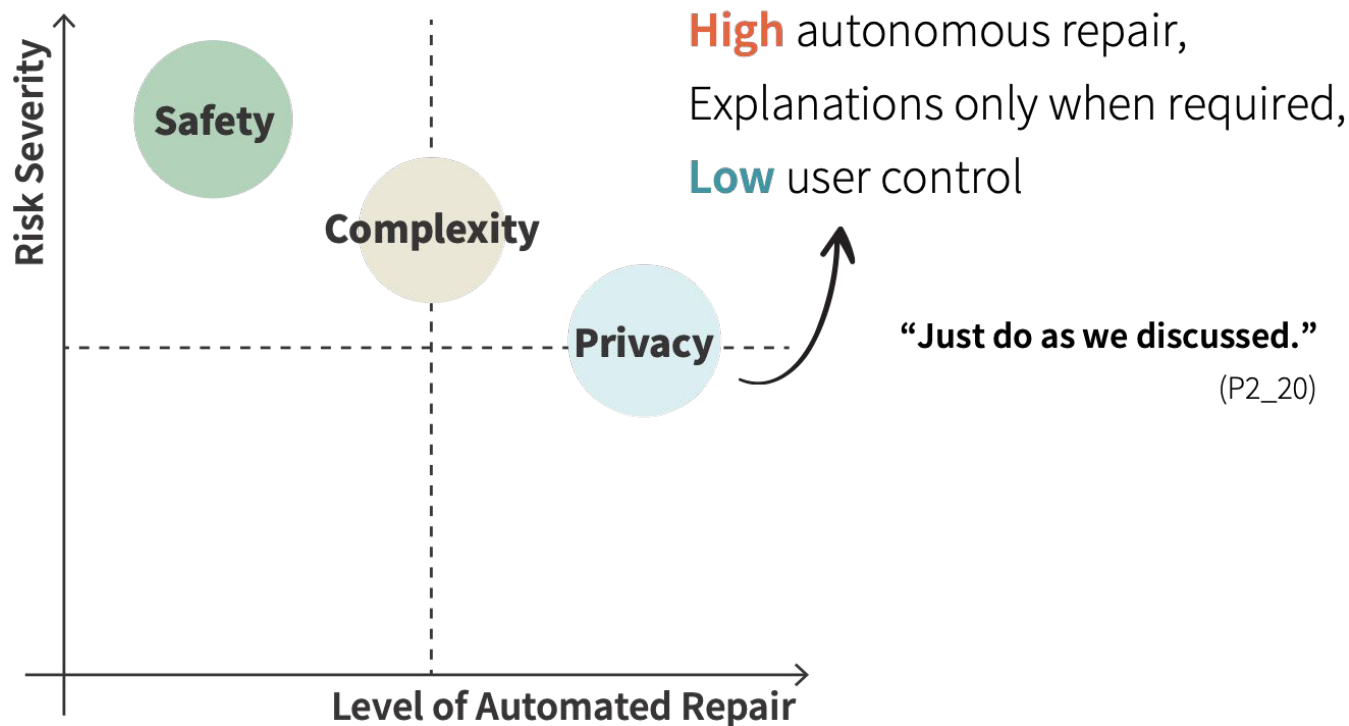 Risk Severity
Safety
Complexity
Privacy
Level of Automated Repair
High autonomous repair,
Explanations only when required,
Low user control
“Just do as we discussed.”
(P2_20)